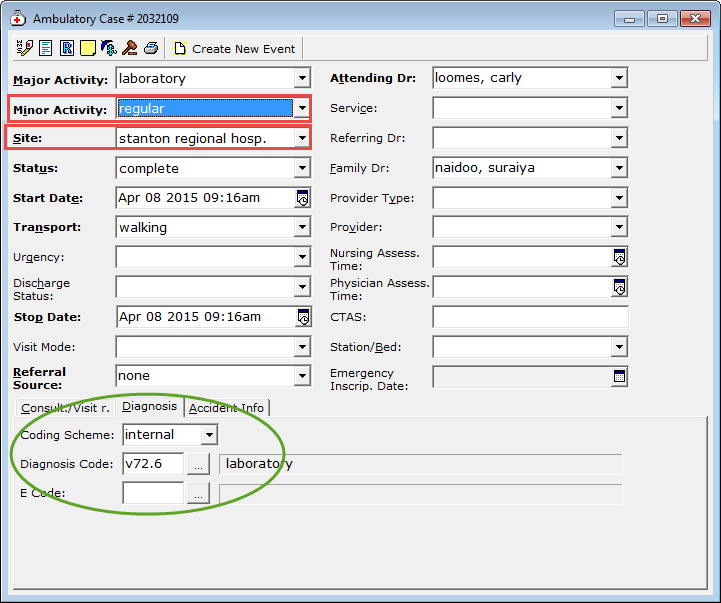 Ambulatory Case # 2032109
Create New Event
Major Activity: laboratory Attending Dr: loomes, carly
Minor Activity: regular Service:
Site: stanton regional hosp. Referring Dr:
Status: complete Family Dr: naidoo, suraiya
Start Date: Apr 08 2015 09:16am Provider Type:
Transport: walking Provider:
Urgency: Nursing Assess. Time:
Discharge Status: Physician Assess. Time:
Stop Date: Apr 08 2015 09:16am CTAS:
Visit Mode: Station/Bed:
Referral Source: none Emergency Inscrip. Date:
Consult./Visit r. Diagnosis Accident Info
Coding Scheme: internal
Diagnosis Code: v72.6 ... laboratory
E Code: ...